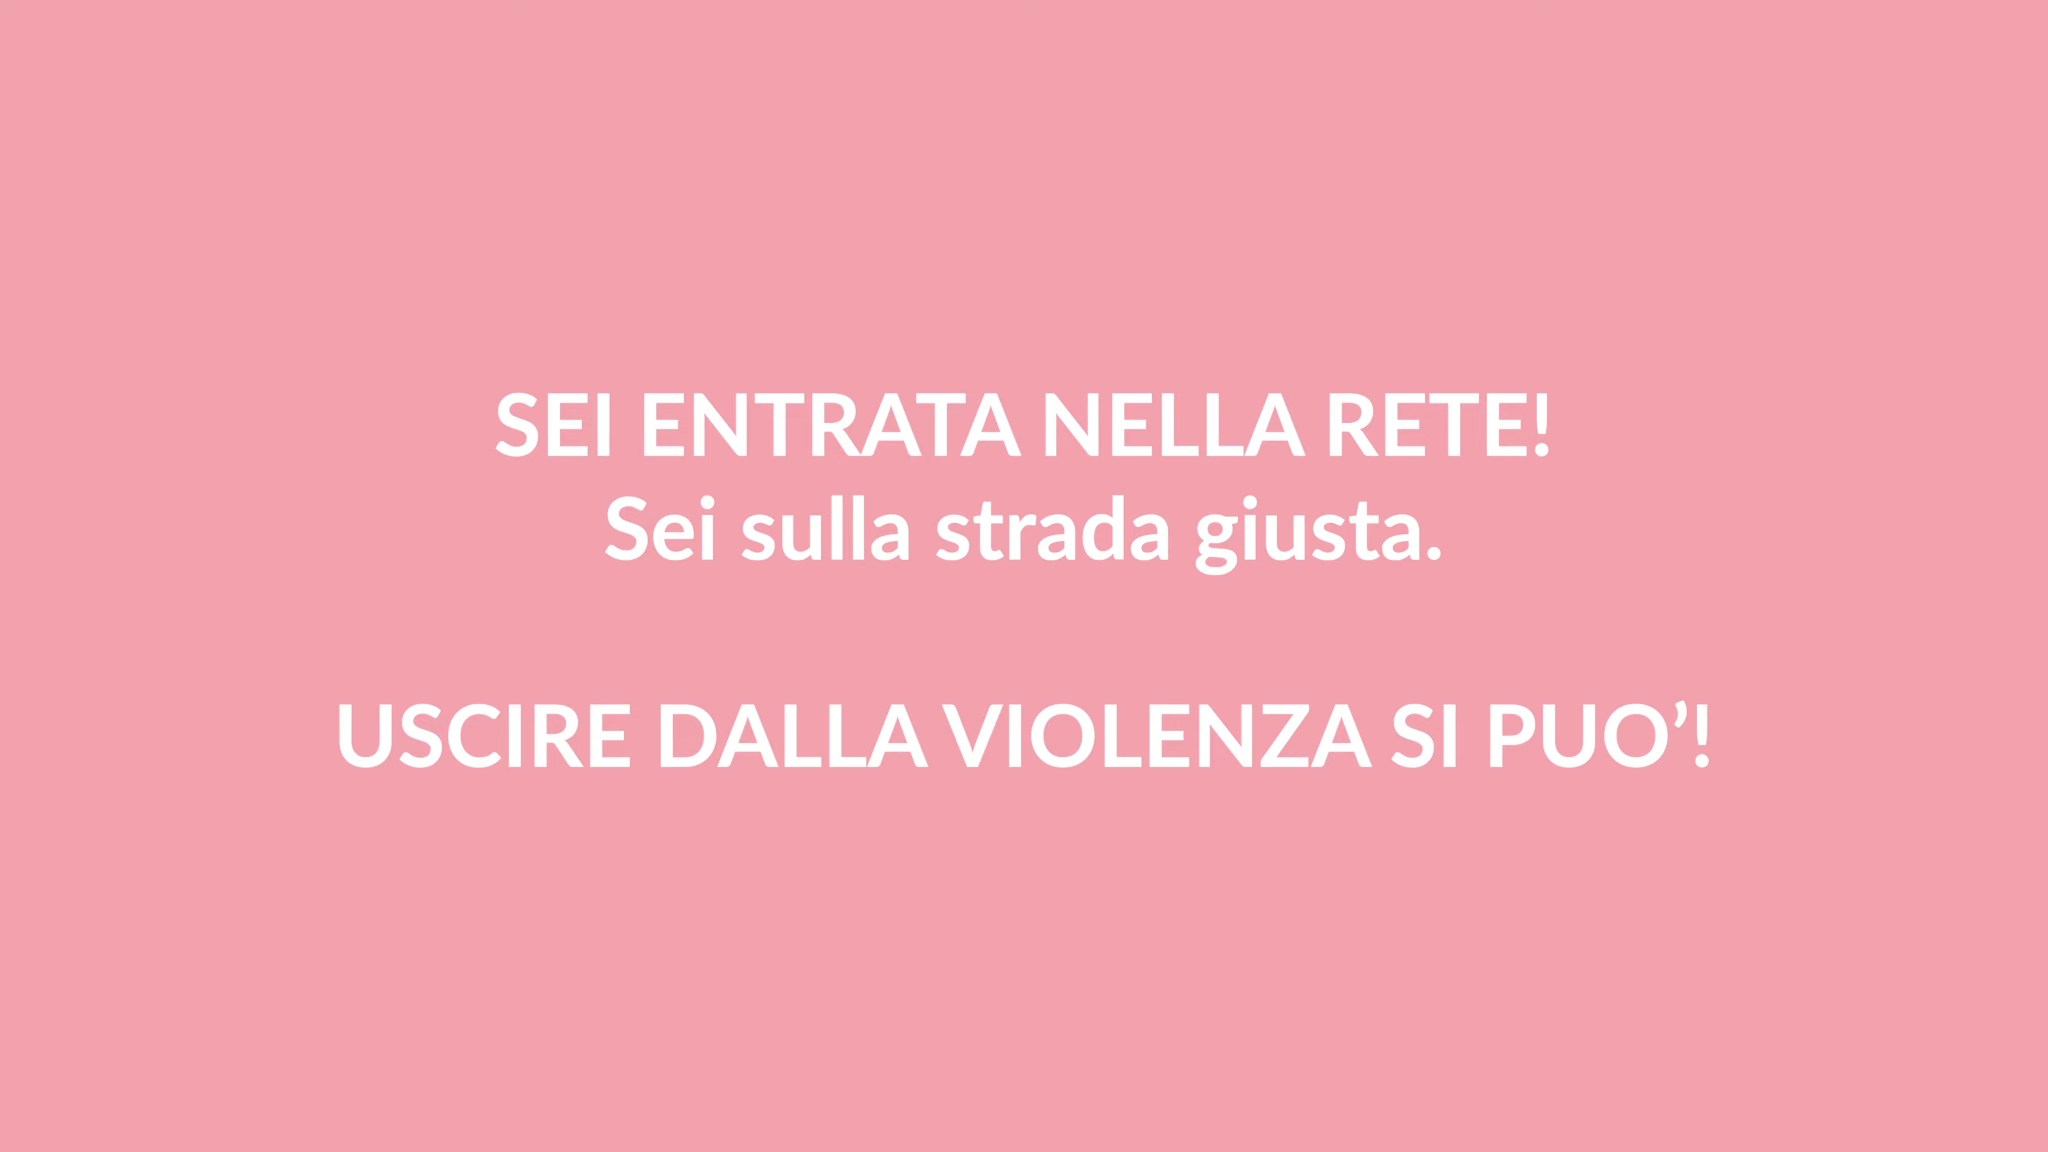 SEI ENTRATA NELLA RETE!
Sei sulla strada giusta.
USCIRE DALLA VIOLENZA SI PUO’!